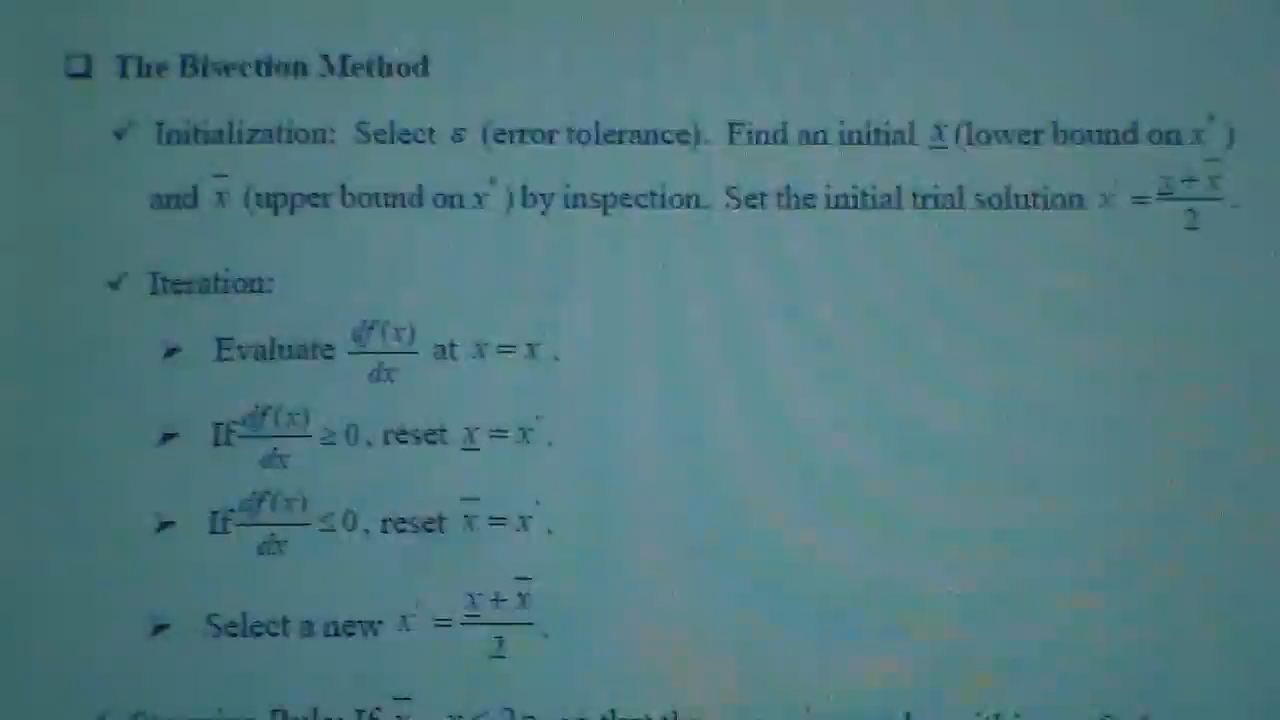 ❑ The Bisection Method
✓ Initialization: Select ε (error tolerance). Find an initial x̲ (lower bound on x*)
and x̅ (upper bound on x*) by inspection. Set the initial trial solution x' = (x̲ + x̅)/2.
✓ Iteration:
➢ Evaluate df(x)/dx at x = x'.
➢ If df(x)/dx ≥ 0, reset x̲ = x'.
➢ If df(x)/dx ≤ 0, reset x̅ = x'.
➢ Select a new x' = (x̲ + x̅)/2.